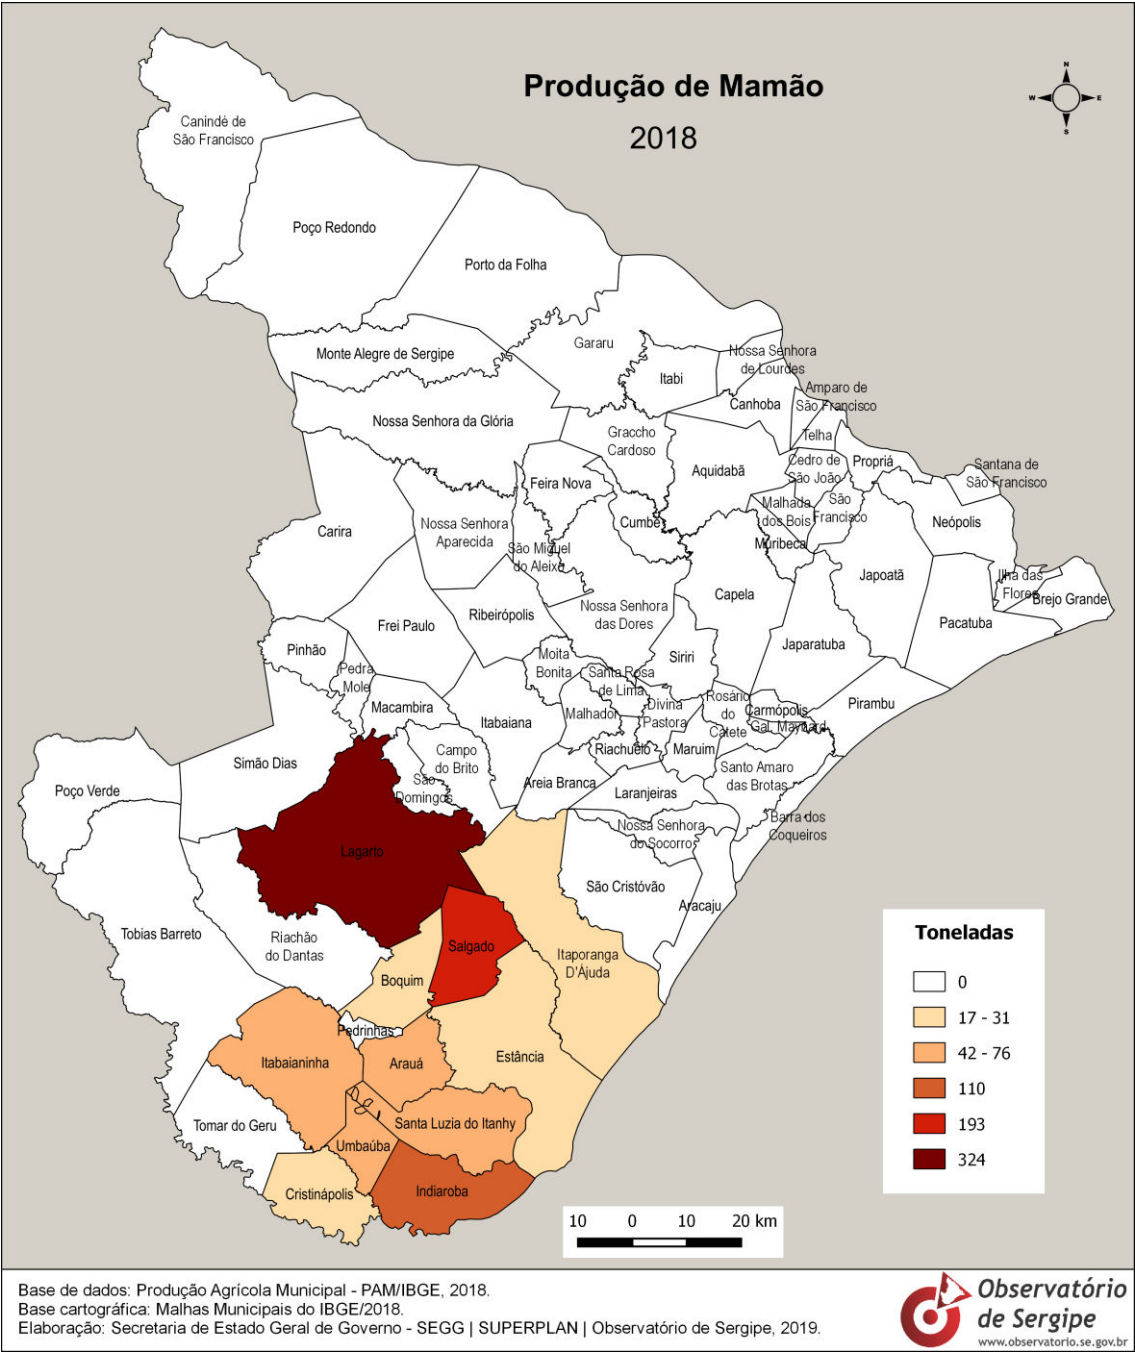 Produção de Mamão
2018
N
W
E
S
Canindé de
São Francisco
Poço Redondo
Porto da Folha
Monte Alegre de Sergipe
Gararu
Nossa Senhora
de Lourdes
Itabi
Amparo de
São Francisco
Canhoba
Nossa Senhora da Glória
Graccho
Cardoso
Telha
Aquidabã
Cedro de
São João
Propriá
Santana de
São Francisco
Feira Nova
Malhada
dos Bois
São
Francisco
Neópolis
Carira
Nossa Senhora
Aparecida
Cumbe
São Miguel
do Aleixo
Muribeca
Japoatã
Ilha das
Flores
Brejo Grande
Capela
Nossa Senhora
das Dores
Ribeirópolis
Frei Paulo
Pacatuba
Japaratuba
Pinhão
Pedra
Mole
Moita
Bonita
Siriri
Santa Rosa
de Lima
Macambira
Itabaiana
Malhador
Divina
Pastora
Rosário
do
Catete
Carmópolis
Pirambu
Gal. Maynard
Riachuelo
Maruim
Simão Dias
Campo
do Brito
São
Domingos
Areia Branca
Laranjeiras
Santo Amaro
das Brotas
Poço Verde
Barra dos
Coqueiros
Nossa Senhora
do Socorro
Lagarto
São Cristóvão
Aracaju
Tobias Barreto
Riachão
do Dantas
Salgado
Itaporanga
D'Ájuda
Boquim
Pedrinhas
Itabaianinha
Arauá
Estância
Tomar do Geru
Santa Luzia do Itanhy
Umbaúba
Cristinápolis
Indiaroba
Toneladas
0
17 - 31
42 - 76
110
193
324
10 0 10 20 km
Base de dados: Produção Agrícola Municipal - PAM/IBGE, 2018.
Base cartográfica: Malhas Municipais do IBGE/2018.
Elaboração: Secretaria de Estado Geral de Governo - SEGG | SUPERPLAN | Observatório de Sergipe, 2019.
Observatório
de Sergipe
www.observatorio.se.gov.br